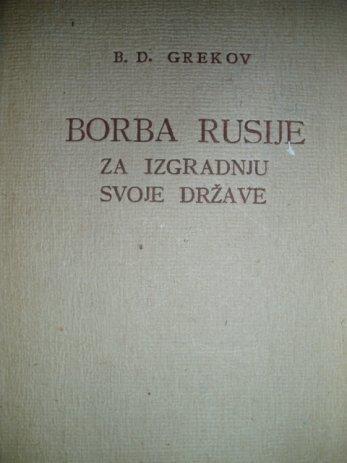 B. D. GREKOV
BORBA RUSIJE
ZA IZGRADNJU
SVOJE DRŽAVE